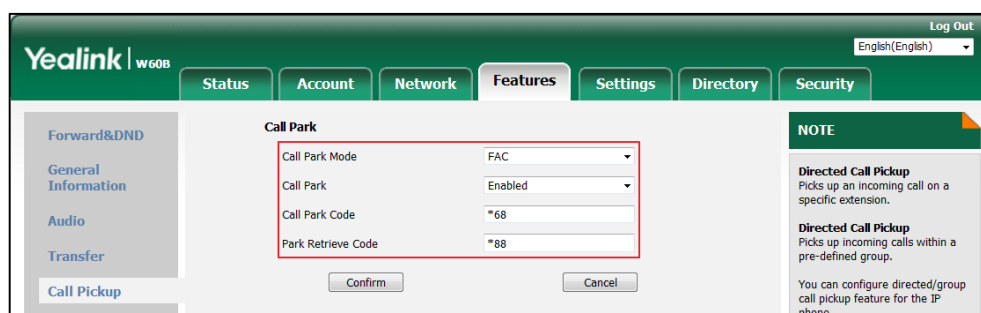 Log Out
English(English)
Yealink | W60B
Status Account Network Features Settings Directory Security
Forward&DND
General
Information
Audio
Transfer
Call Pickup
Call Park
Call Park Mode FAC
Call Park Enabled
Call Park Code *68
Park Retrieve Code *88
Confirm Cancel
NOTE
Directed Call Pickup
Picks up an incoming call on a
specific extension.
Directed Call Pickup
Picks up incoming calls within a
pre-defined group.
You can configure directed/group
call pickup feature for the IP
phone.